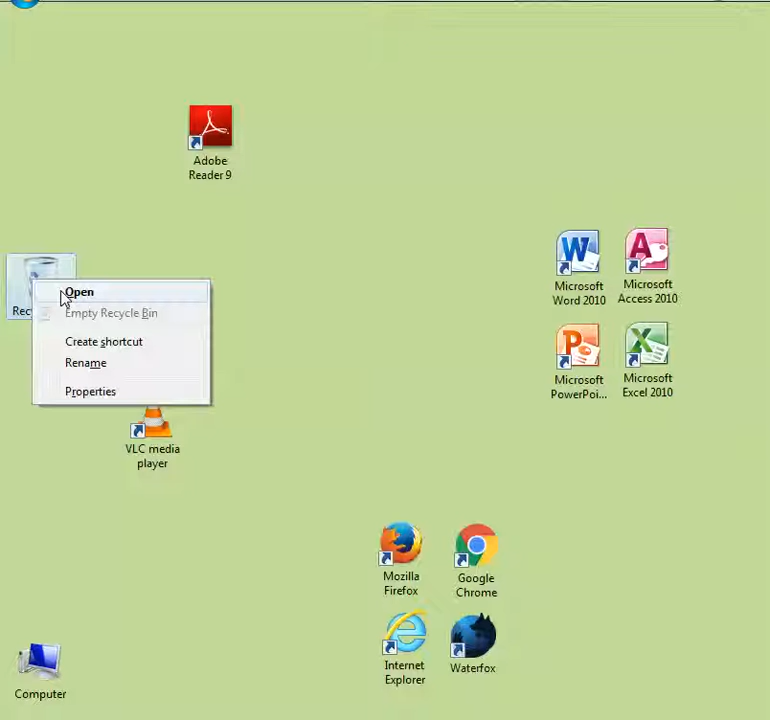 Adobe
Reader 9
Microsoft
Word 2010
Microsoft
Access 2010
Rec
Open
Empty Recycle Bin
Create shortcut
Rename
Properties
Microsoft
PowerPoi...
Microsoft
Excel 2010
VLC media
player
Mozilla
Firefox
Google
Chrome
Internet
Explorer
Waterfox
Computer